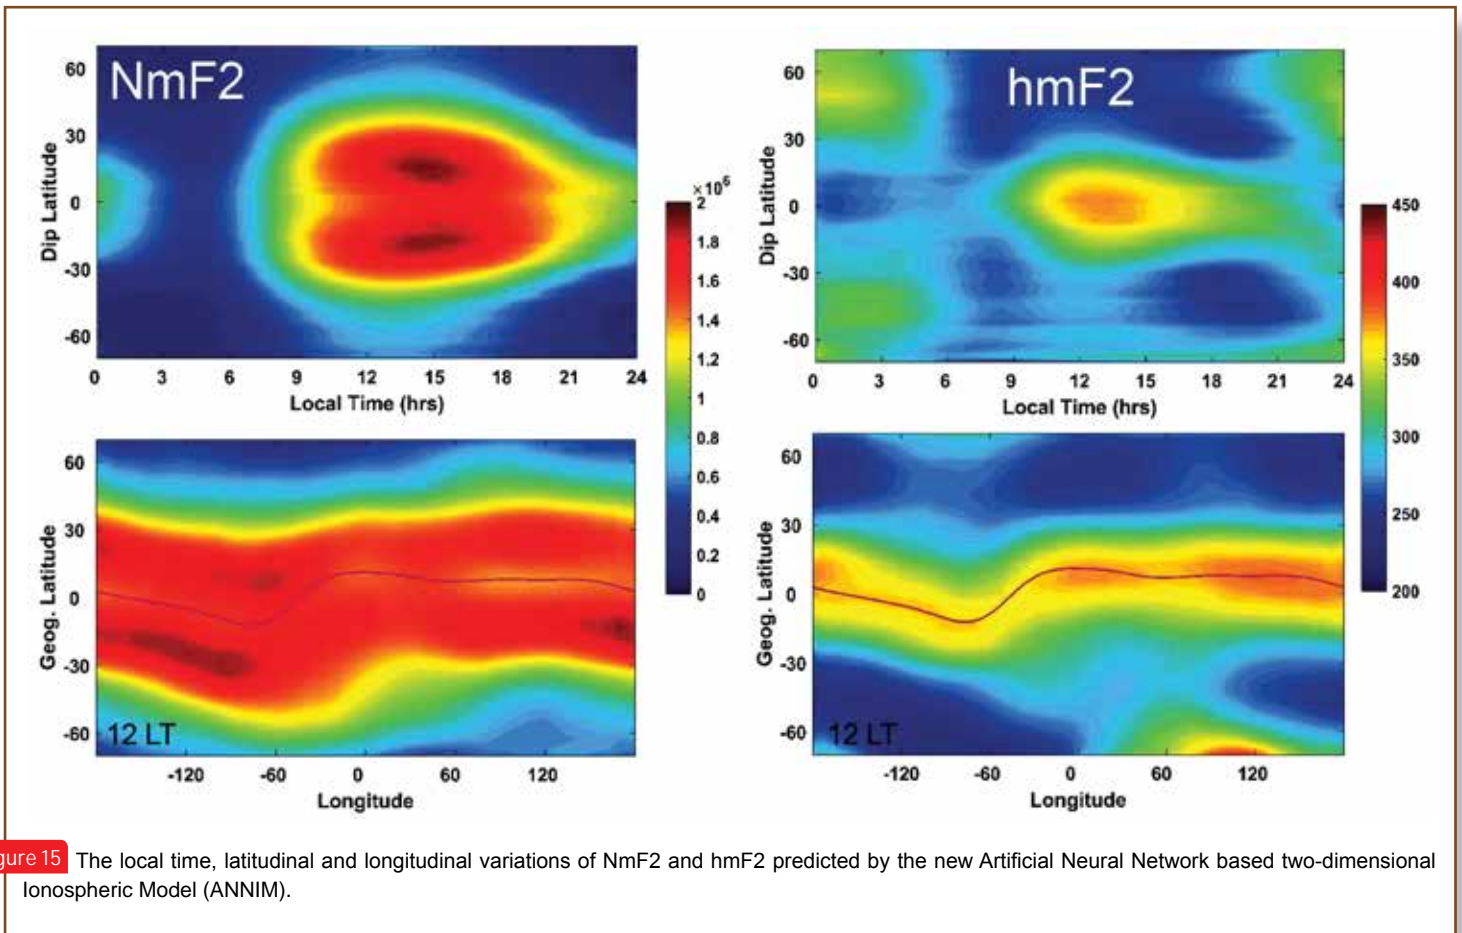 NmF2
60
30
0
-30
-60
Dip Latitude
0 3 6 9 12 15 18 21 24
Local Time (hrs)
×10⁶
2
1.8
1.6
1.4
1.2
1
0.8
0.6
0.4
0.2
0
hmF2
60
30
0
-30
-60
Dip Latitude
0 3 6 9 12 15 18 21 24
Local Time (hrs)
450
400
350
300
250
200
60
30
0
-30
-60
Geog. Latitude
12 LT
-120 -60 0 60 120
Longitude
60
30
0
-30
-60
Geog. Latitude
12 LT
-120 -60 0 60 120
Longitude
gure 15 The local time, latitudinal and longitudinal variations of NmF2 and hmF2 predicted by the new Artificial Neural Network based two-dimensional
Ionospheric Model (ANNIM).